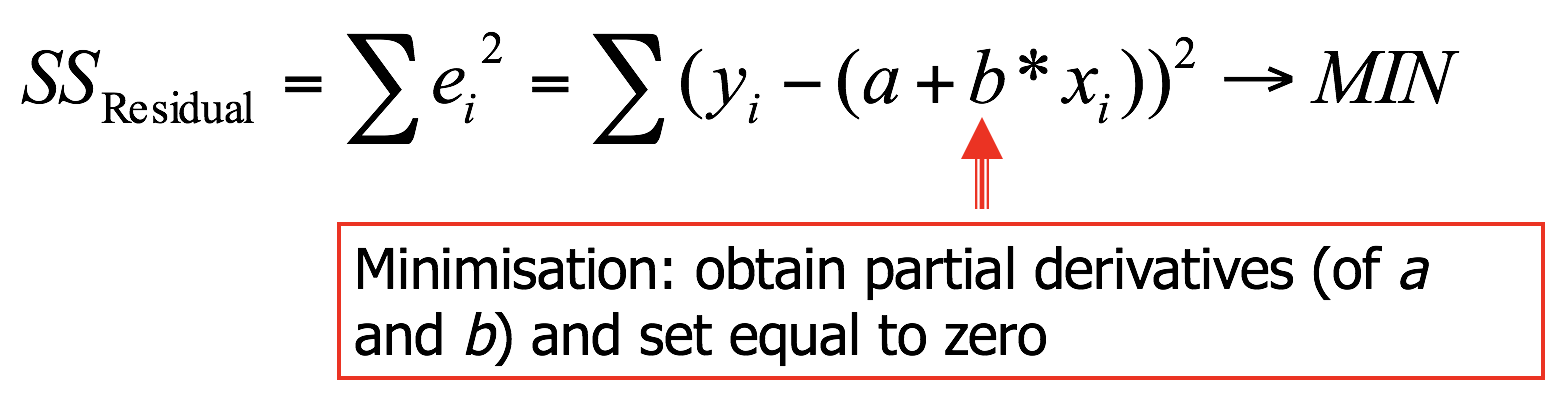 SS_Residual = ∑ e_i^2 = ∑ (y_i − (a + b * x_i))^2 → MIN
Minimisation: obtain partial derivatives (of a
and b) and set equal to zero